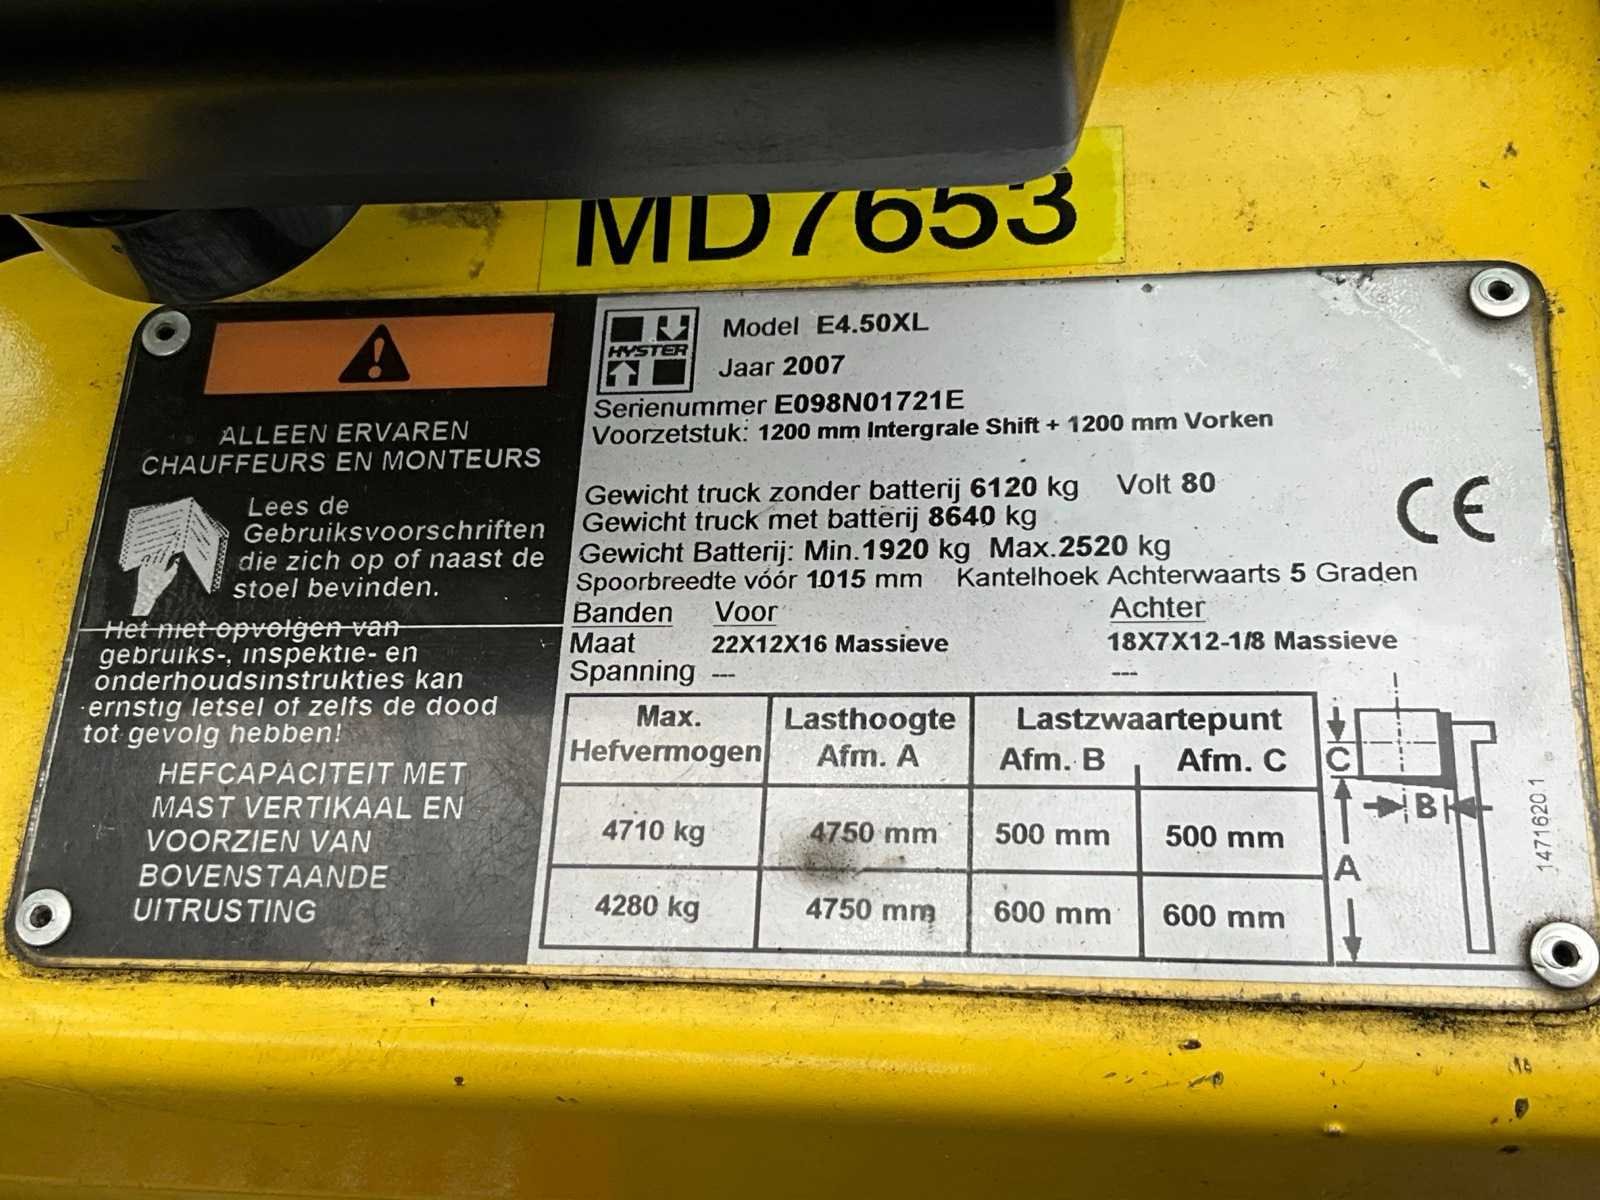 MD7653
ALLEEN ERVAREN
CHAUFFEURS EN MONTEURS
Lees de
Gebruiksvoorschriften
die zich op of naast de
stoel bevinden.
Het niet opvolgen van
gebruiks-, inspektie- en
onderhoudsinstrukties kan
ernstig letsel of zelfs de dood
tot gevolg hebben!
HEFCAPACITEIT MET
MAST VERTIKAAL EN
VOORZIEN VAN
BOVENSTAANDE
UITRUSTING
HYSTER
Model E4.50XL
Jaar 2007
Serienummer E098N01721E
Voorzetstuk: 1200 mm Intergrale Shift + 1200 mm Vorken
Gewicht truck zonder batterij 6120 kg Volt 80
Gewicht truck met batterij 8640 kg
Gewicht Batterij: Min.1920 kg Max.2520 kg
Spoorbreedte vóór 1015 mm Kantelhoek Achterwaarts 5 Graden
Banden Voor Achter
Maat 22X12X16 Massieve 18X7X12-1/8 Massieve
Spanning --- ---
Max. Lasthoogte Lastzwaartepunt
Hefvermogen Afm. A Afm. B Afm. C
4710 kg 4750 mm 500 mm 500 mm
4280 kg 4750 mm 600 mm 600 mm
C
B
A
CE
1471620.1